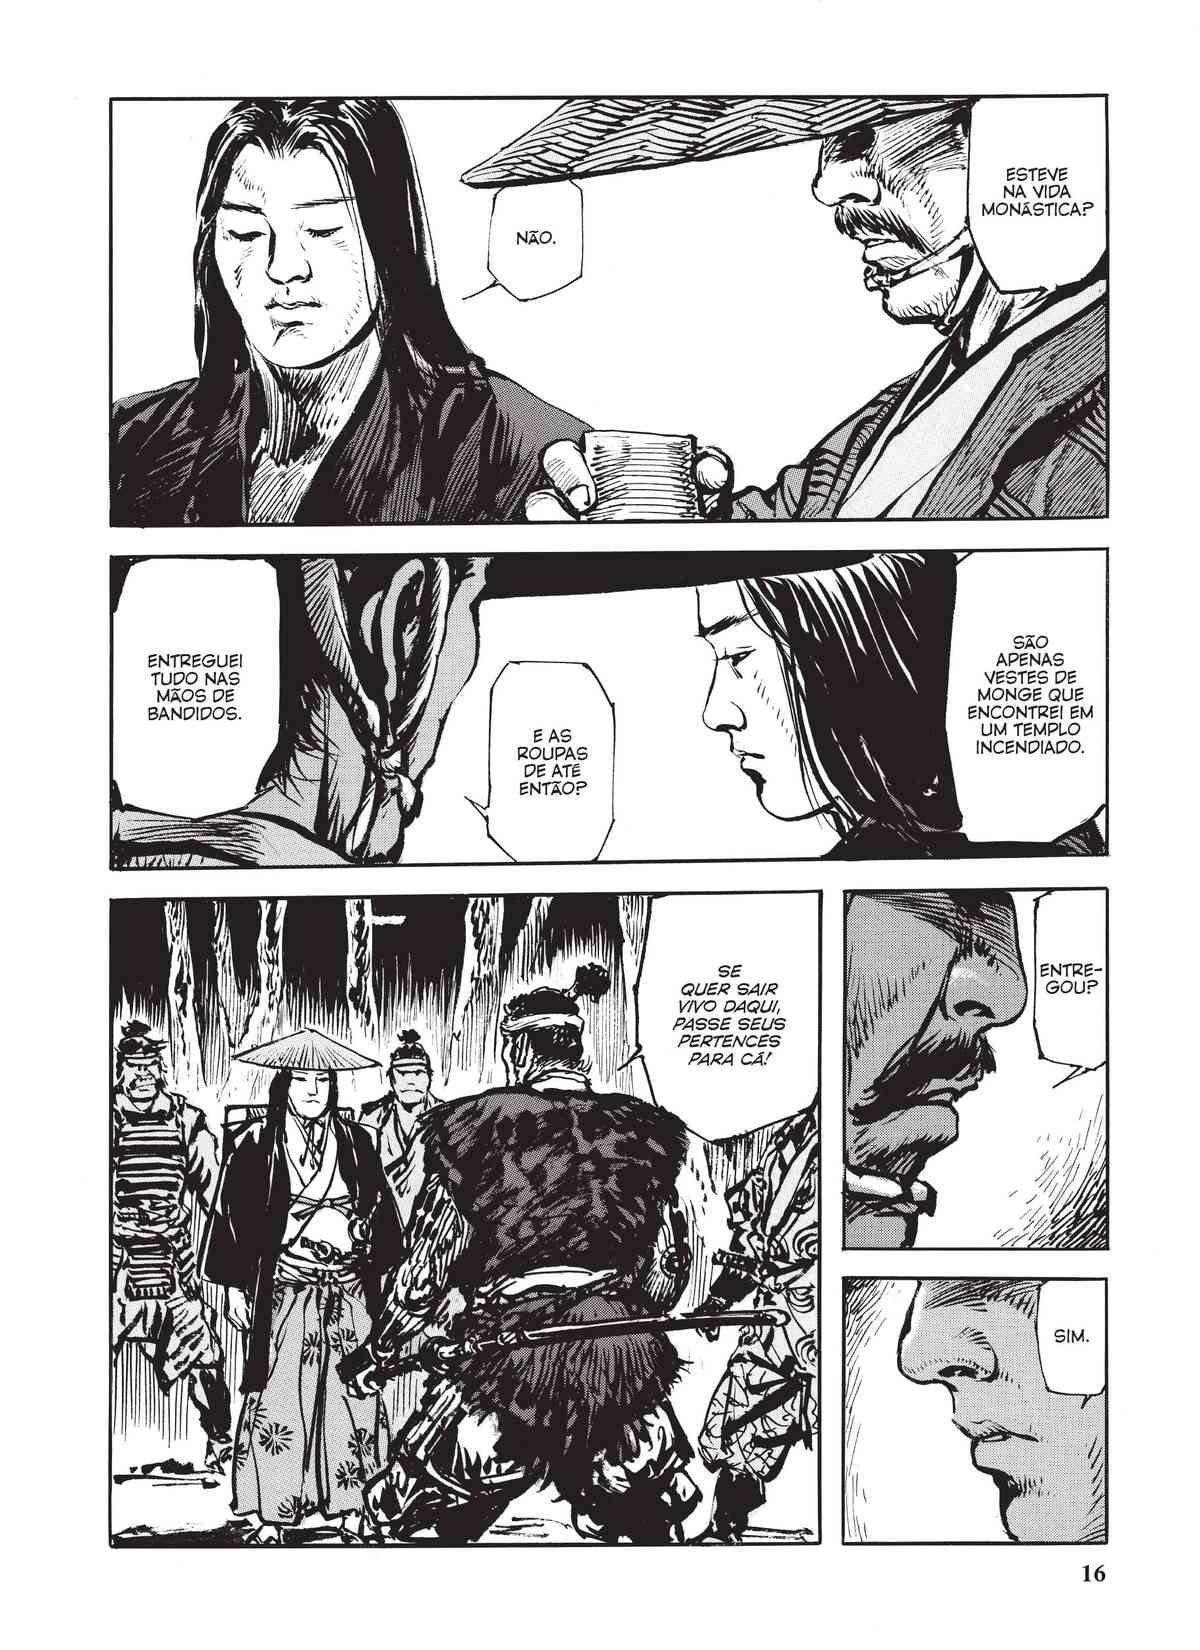 ESTEVE
NA VIDA
MONÁSTICA?
NÃO.
SÃO
APENAS
VESTES DE
MONGE QUE
ENCONTREI EM
UM TEMPLO
INCENDIADO.
E AS
ROUPAS
DE ATÉ
ENTÃO?
ENTREGUEI
TUDO NAS
MÃOS DE
BANDIDOS.
ENTRE-
GOU?
SIM.
SE
QUER SAIR
VIVO DAQUI,
PASSE SEUS
PERTENCES
PARA CÁ!
16